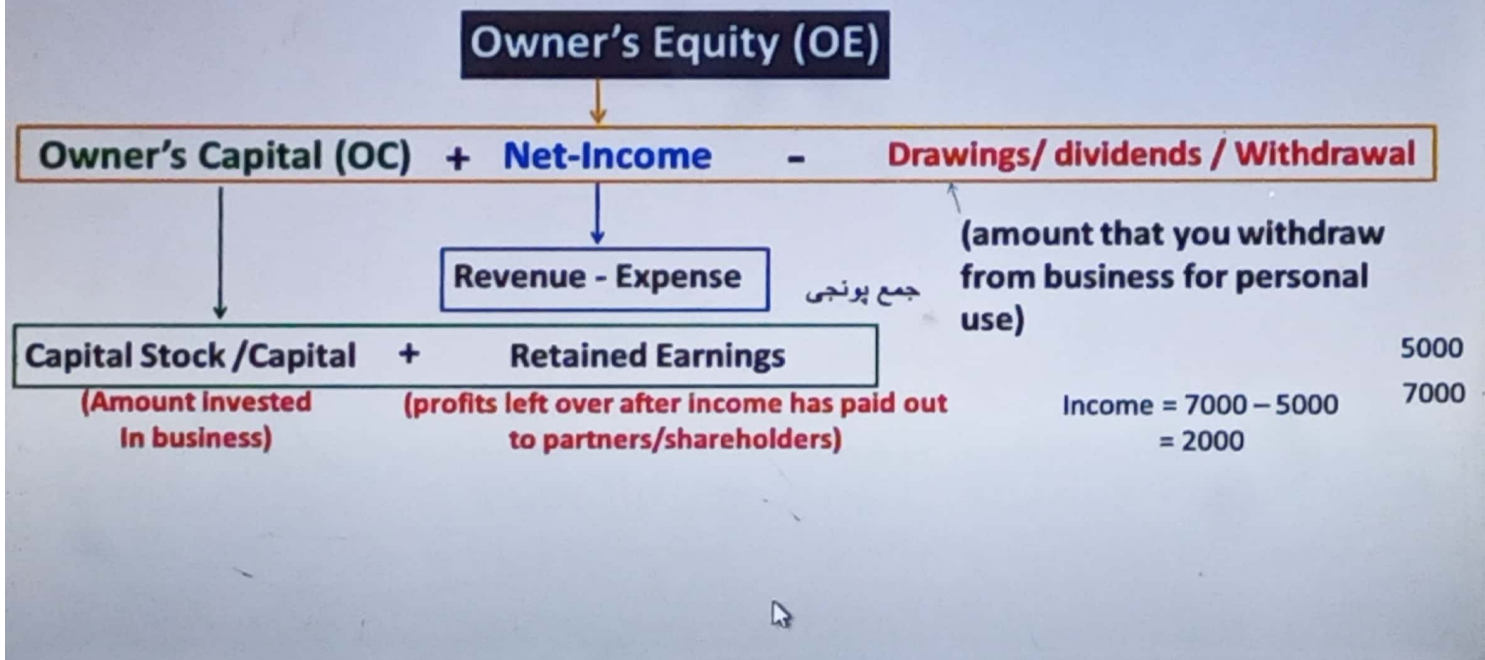 Owner's Equity (OE)
Owner's Capital (OC) + Net-Income - Drawings/ dividends / Withdrawal
(amount that you withdraw
from business for personal
use)
Revenue - Expense
جمع پونجی
Capital Stock /Capital + Retained Earnings
(Amount invested
In business)
(profits left over after income has paid out
to partners/shareholders)
5000
7000
Income = 7000 – 5000
= 2000